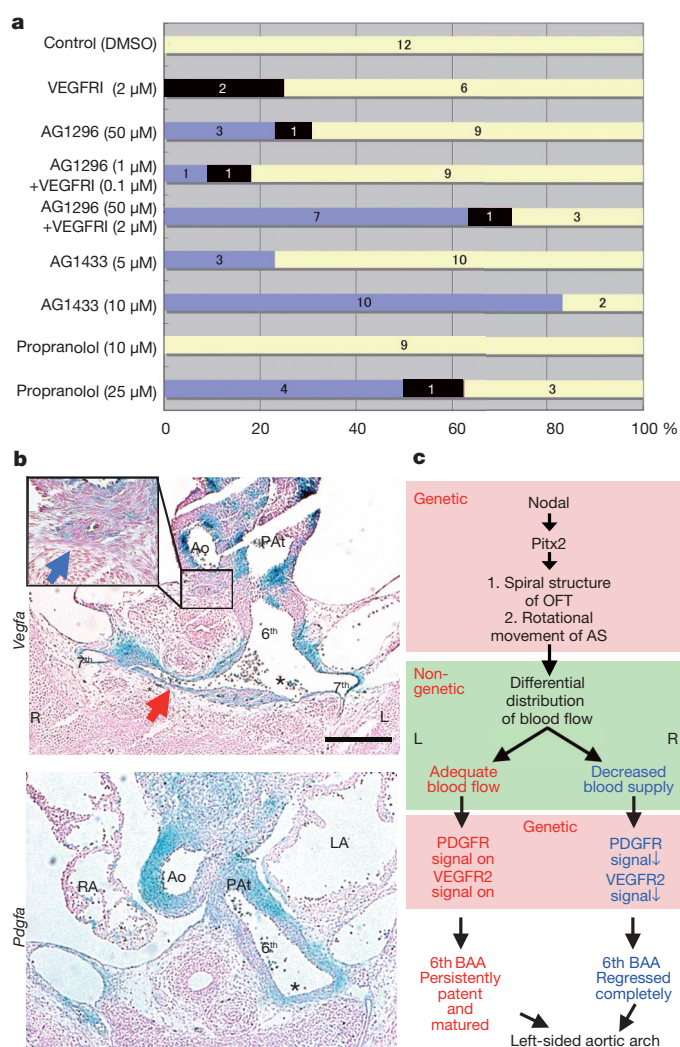 a
Control (DMSO)
12
VEGFRI (2 µM)
2 6
AG1296 (50 µM)
3 1 9
AG1296 (1 µM)
+VEGFRI (0.1 µM)
1 1 9
AG1296 (50 µM)
+VEGFRI (2 µM)
7 1 3
AG1433 (5 µM)
3 10
AG1433 (10 µM)
10 2
Propranolol (10 µM)
9
Propranolol (25 µM)
4 1 3
0 20 40 60 80 100 %
b
Vegfa
Ao
PAt
6th
7th
7th
*
R
L
Pdgfa
RA
Ao
PAt
LA
6th
*
c
Genetic
Nodal
Pitx2
1. Spiral structure
of OFT
2. Rotational
movement of AS
Non-
genetic
Differential
distribution
of blood flow
L
R
Adequate
blood flow
Decreased
blood supply
Genetic
PDGFR
signal on
VEGFR2
signal on
PDGFR
signal↓
VEGFR2
signal↓
6th BAA
Persistently
patent
and
matured
6th BAA
Regressed
completely
Left-sided aortic arch